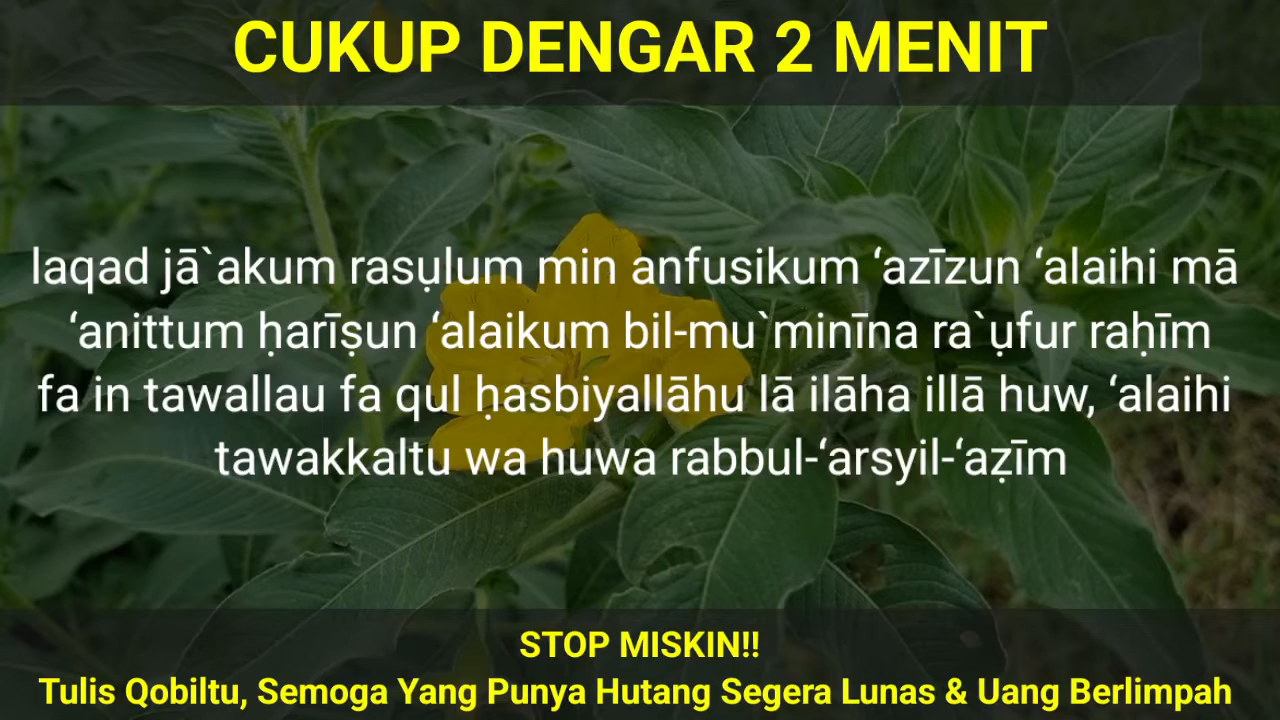 CUKUP DENGAR 2 MENIT
laqad jā`akum rasụlum min anfusikum ‘azīzun ‘alaihi mā
‘anittum ḥarīṣun ‘alaikum bil-mu`minīna ra`ụfur raḥīm
fa in tawallau fa qul ḥasbiyallāhu lā ilāha illā huw, ‘alaihi
tawakkaltu wa huwa rabbul-‘arsyil-‘aẓīm
STOP MISKIN!!
Tulis Qobiltu, Semoga Yang Punya Hutang Segera Lunas & Uang Berlimpah